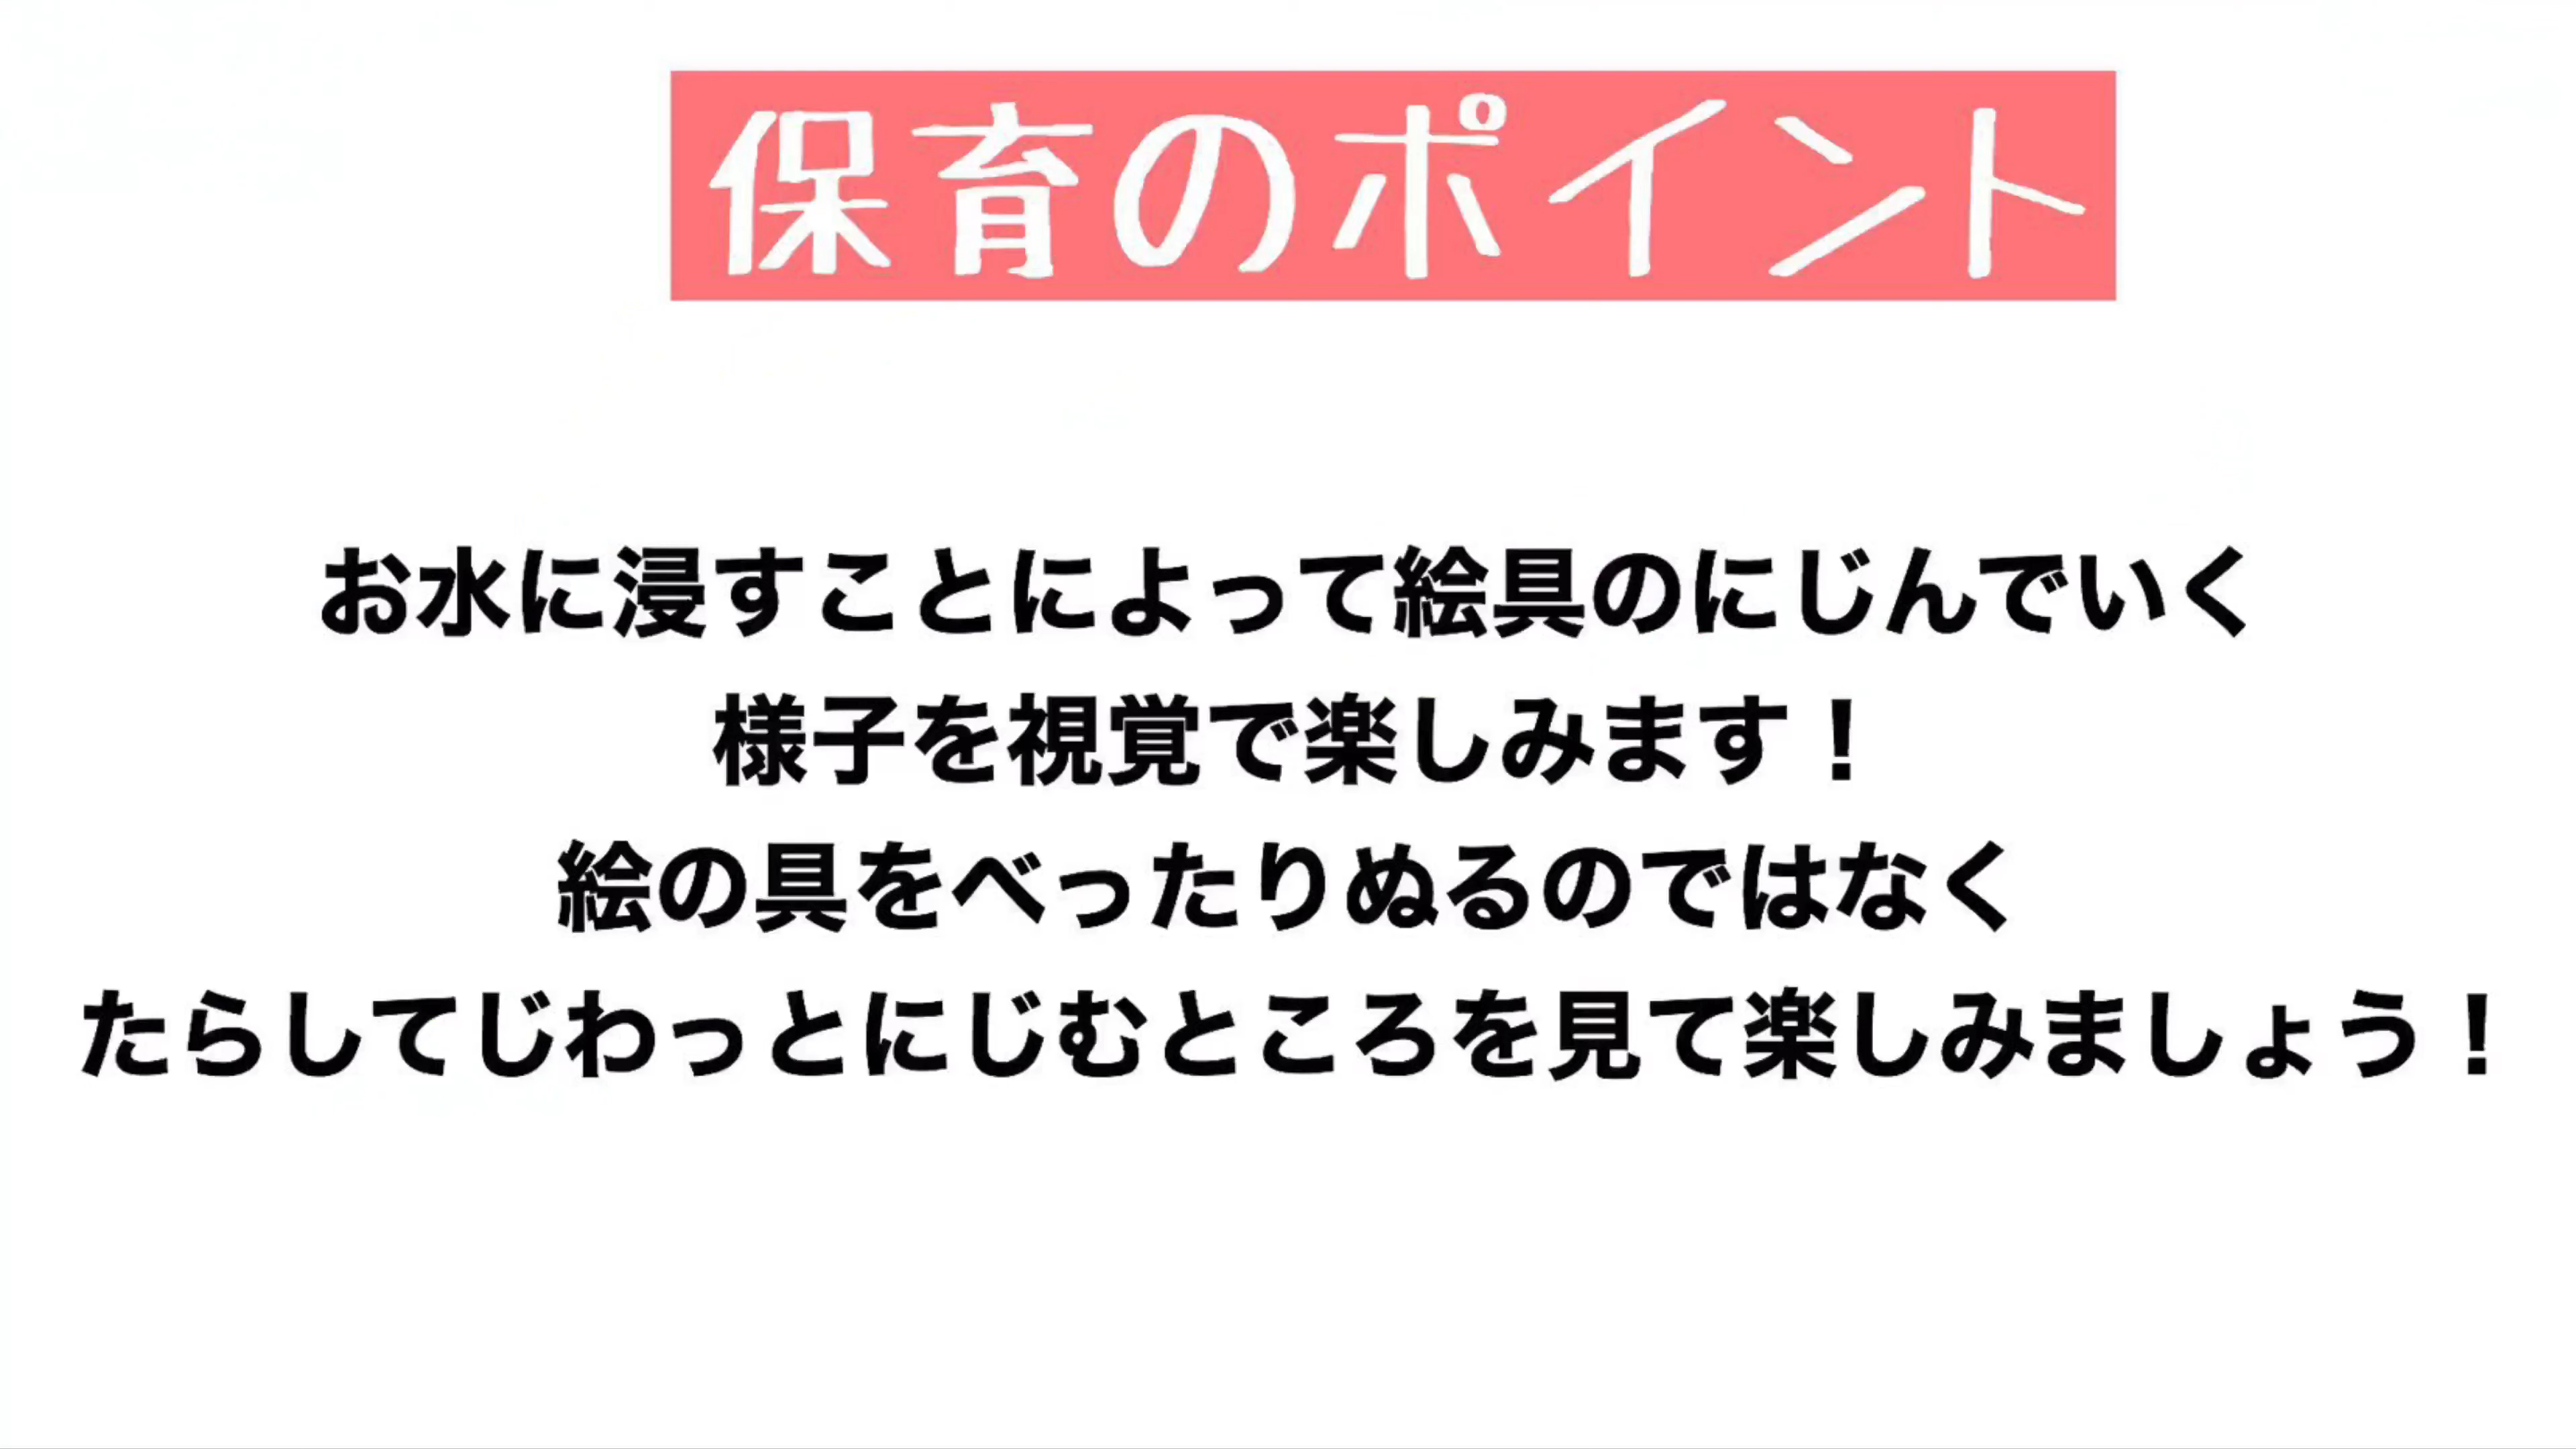 保育のポイント
お水に浸すことによって絵具のにじんでいく
様子を視覚で楽しみます！
絵の具をべったりぬるのではなく
たらしてじわっとにじむところを見て楽しみましょう！